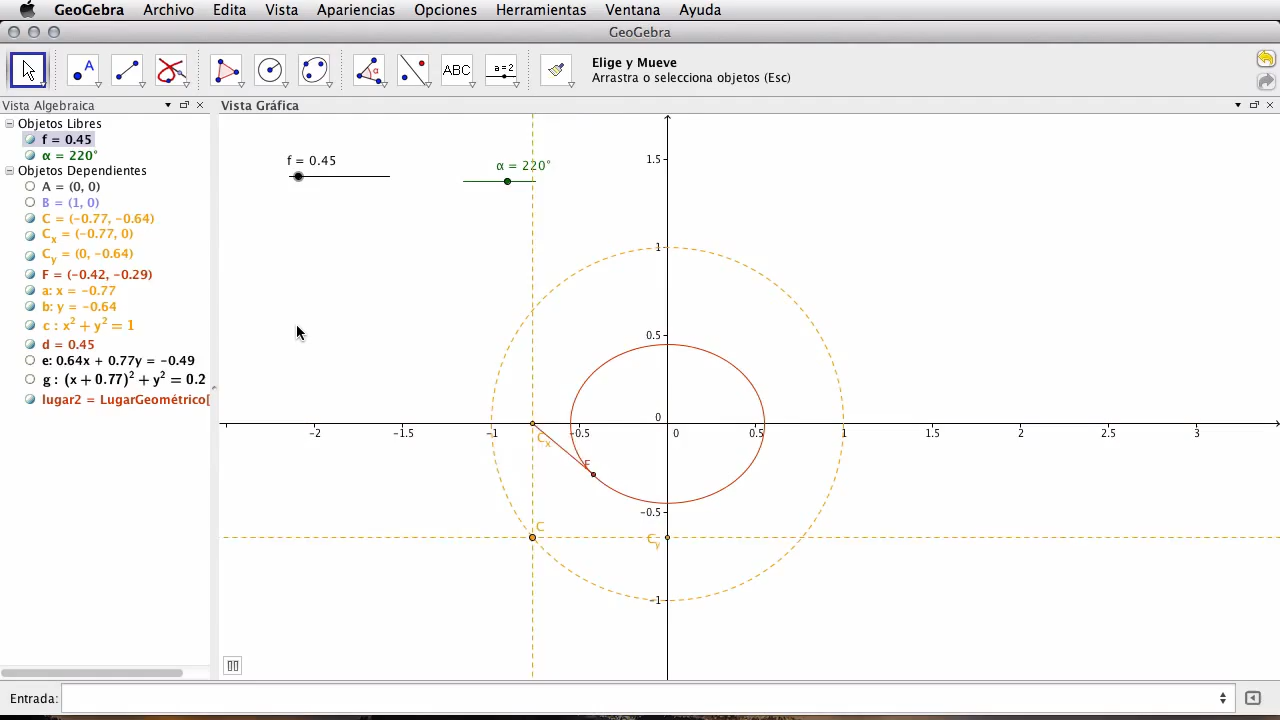 GeoGebra Archivo Edita Vista Apariencias Opciones Herramientas Ventana Ayuda
GeoGebra
A
α
ABC
a=2
Elige y Mueve
Arrastra o selecciona objetos (Esc)
Vista Algebraica
Vista Gráfica
Objetos Libres
f = 0.45
α = 220°
Objetos Dependientes
A = (0, 0)
B = (1, 0)
C = (-0.77, -0.64)
Cx = (-0.77, 0)
Cy = (0, -0.64)
F = (-0.42, -0.29)
a: x = -0.77
b: y = -0.64
c : x² + y² = 1
d = 0.45
e: 0.64x + 0.77y = -0.49
g : (x + 0.77)² + y² = 0.2
lugar2 = LugarGeométrico[
f = 0.45
α = 220°
1.5
1
0.5
0
-2
-1.5
-1
-0.5
0
0.5
1
1.5
2
2.5
3
Cx
F
-0.5
C
Cy
-1
Entrada: